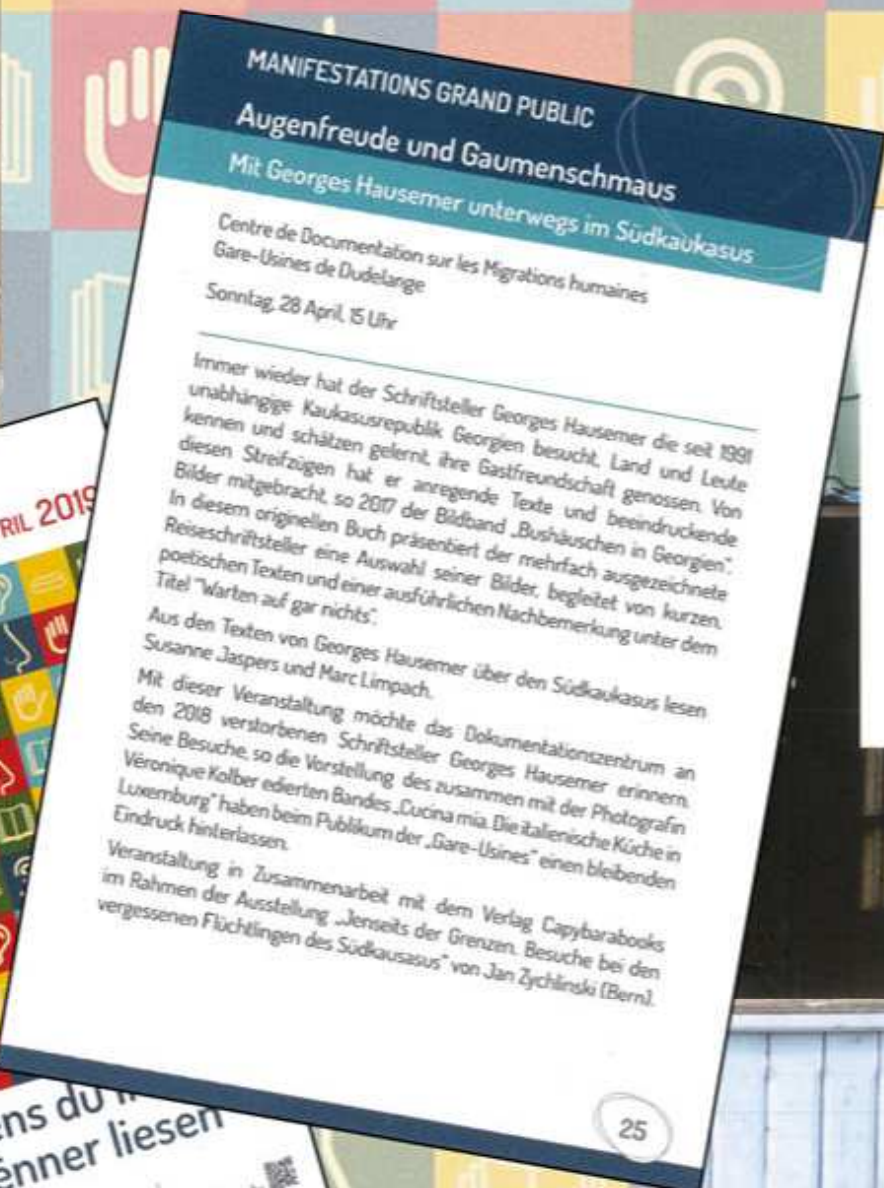 MANIFESTATIONS GRAND PUBLIC
Augenfreude und Gaumenschmaus
Mit Georges Hausemer unterwegs im Südkaukasus
Centre de Documentation sur les Migrations humaines
Gare-Usines de Dudelange
Sonntag, 28 April, 15 Uhr
Immer wieder hat der Schriftsteller Georges Hausemer die seit 1991
unabhängige Kaukasusrepublik Georgien besucht, Land und Leute
kennen und schätzen gelernt, ihre Gastfreundschaft genossen. Von
diesen Streifzügen hat er anregende Texte und beeindruckende
Bilder mitgebracht, so 2017 der Bildband „Bushäuschen in Georgien“.
In diesem originellen Buch präsentiert der mehrfach ausgezeichnete
Reiseschriftsteller eine Auswahl seiner Bilder, begleitet von kurzen,
poetischen Texten und einer ausführlichen Nachbemerkung unter dem
Titel "Warten auf gar nichts".
Aus den Texten von Georges Hausemer über den Südkaukasus lesen
Susanne Jaspers und Marc Limpach.
Mit dieser Veranstaltung möchte das Dokumentationszentrum an
den 2018 verstorbenen Schriftsteller Georges Hausemer erinnern.
Seine Besuche, so die Vorstellung des zusammen mit der Photografin
Véronique Kolber edierten Bandes „Cucina mia. Die italienische Küche in
Luxemburg“ haben beim Publikum der „Gare-Usines“ einen bleibenden
Eindruck hinterlassen.
Veranstaltung in Zusammenarbeit mit dem Verlag Capybarabooks
im Rahmen der Ausstellung „Jenseits der Grenzen. Besuche bei den
vergessenen Flüchtlingen des Südkausasus“ von Jan Zychlinski (Bern).
25
RIL 2019
liesen